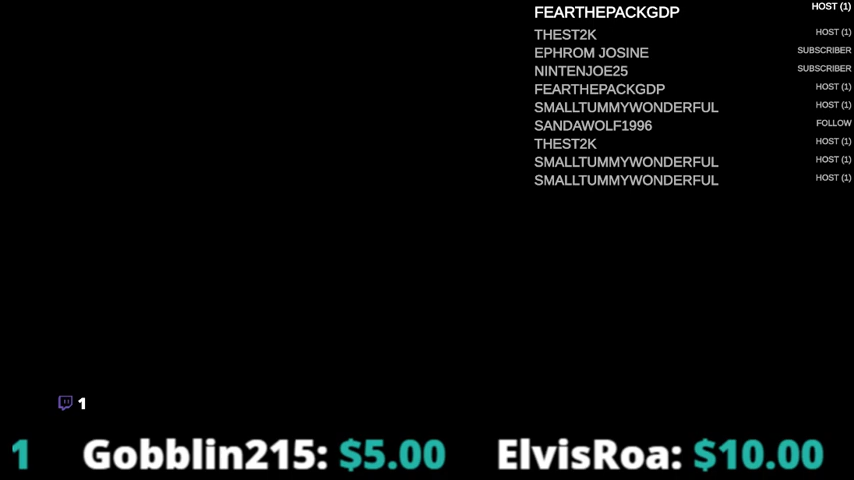 FEARTHEPACKGDP HOST (1)
THEST2K HOST (1)
EPHROM JOSINE SUBSCRIBER
NINTENJOE25 SUBSCRIBER
FEARTHEPACKGDP HOST (1)
SMALLTUMMYWONDERFUL HOST (1)
SANDAWOLF1996 FOLLOW
THEST2K HOST (1)
SMALLTUMMYWONDERFUL HOST (1)
SMALLTUMMYWONDERFUL HOST (1)
1
1 Gobblin215: $5.00 ElvisRoa: $10.00